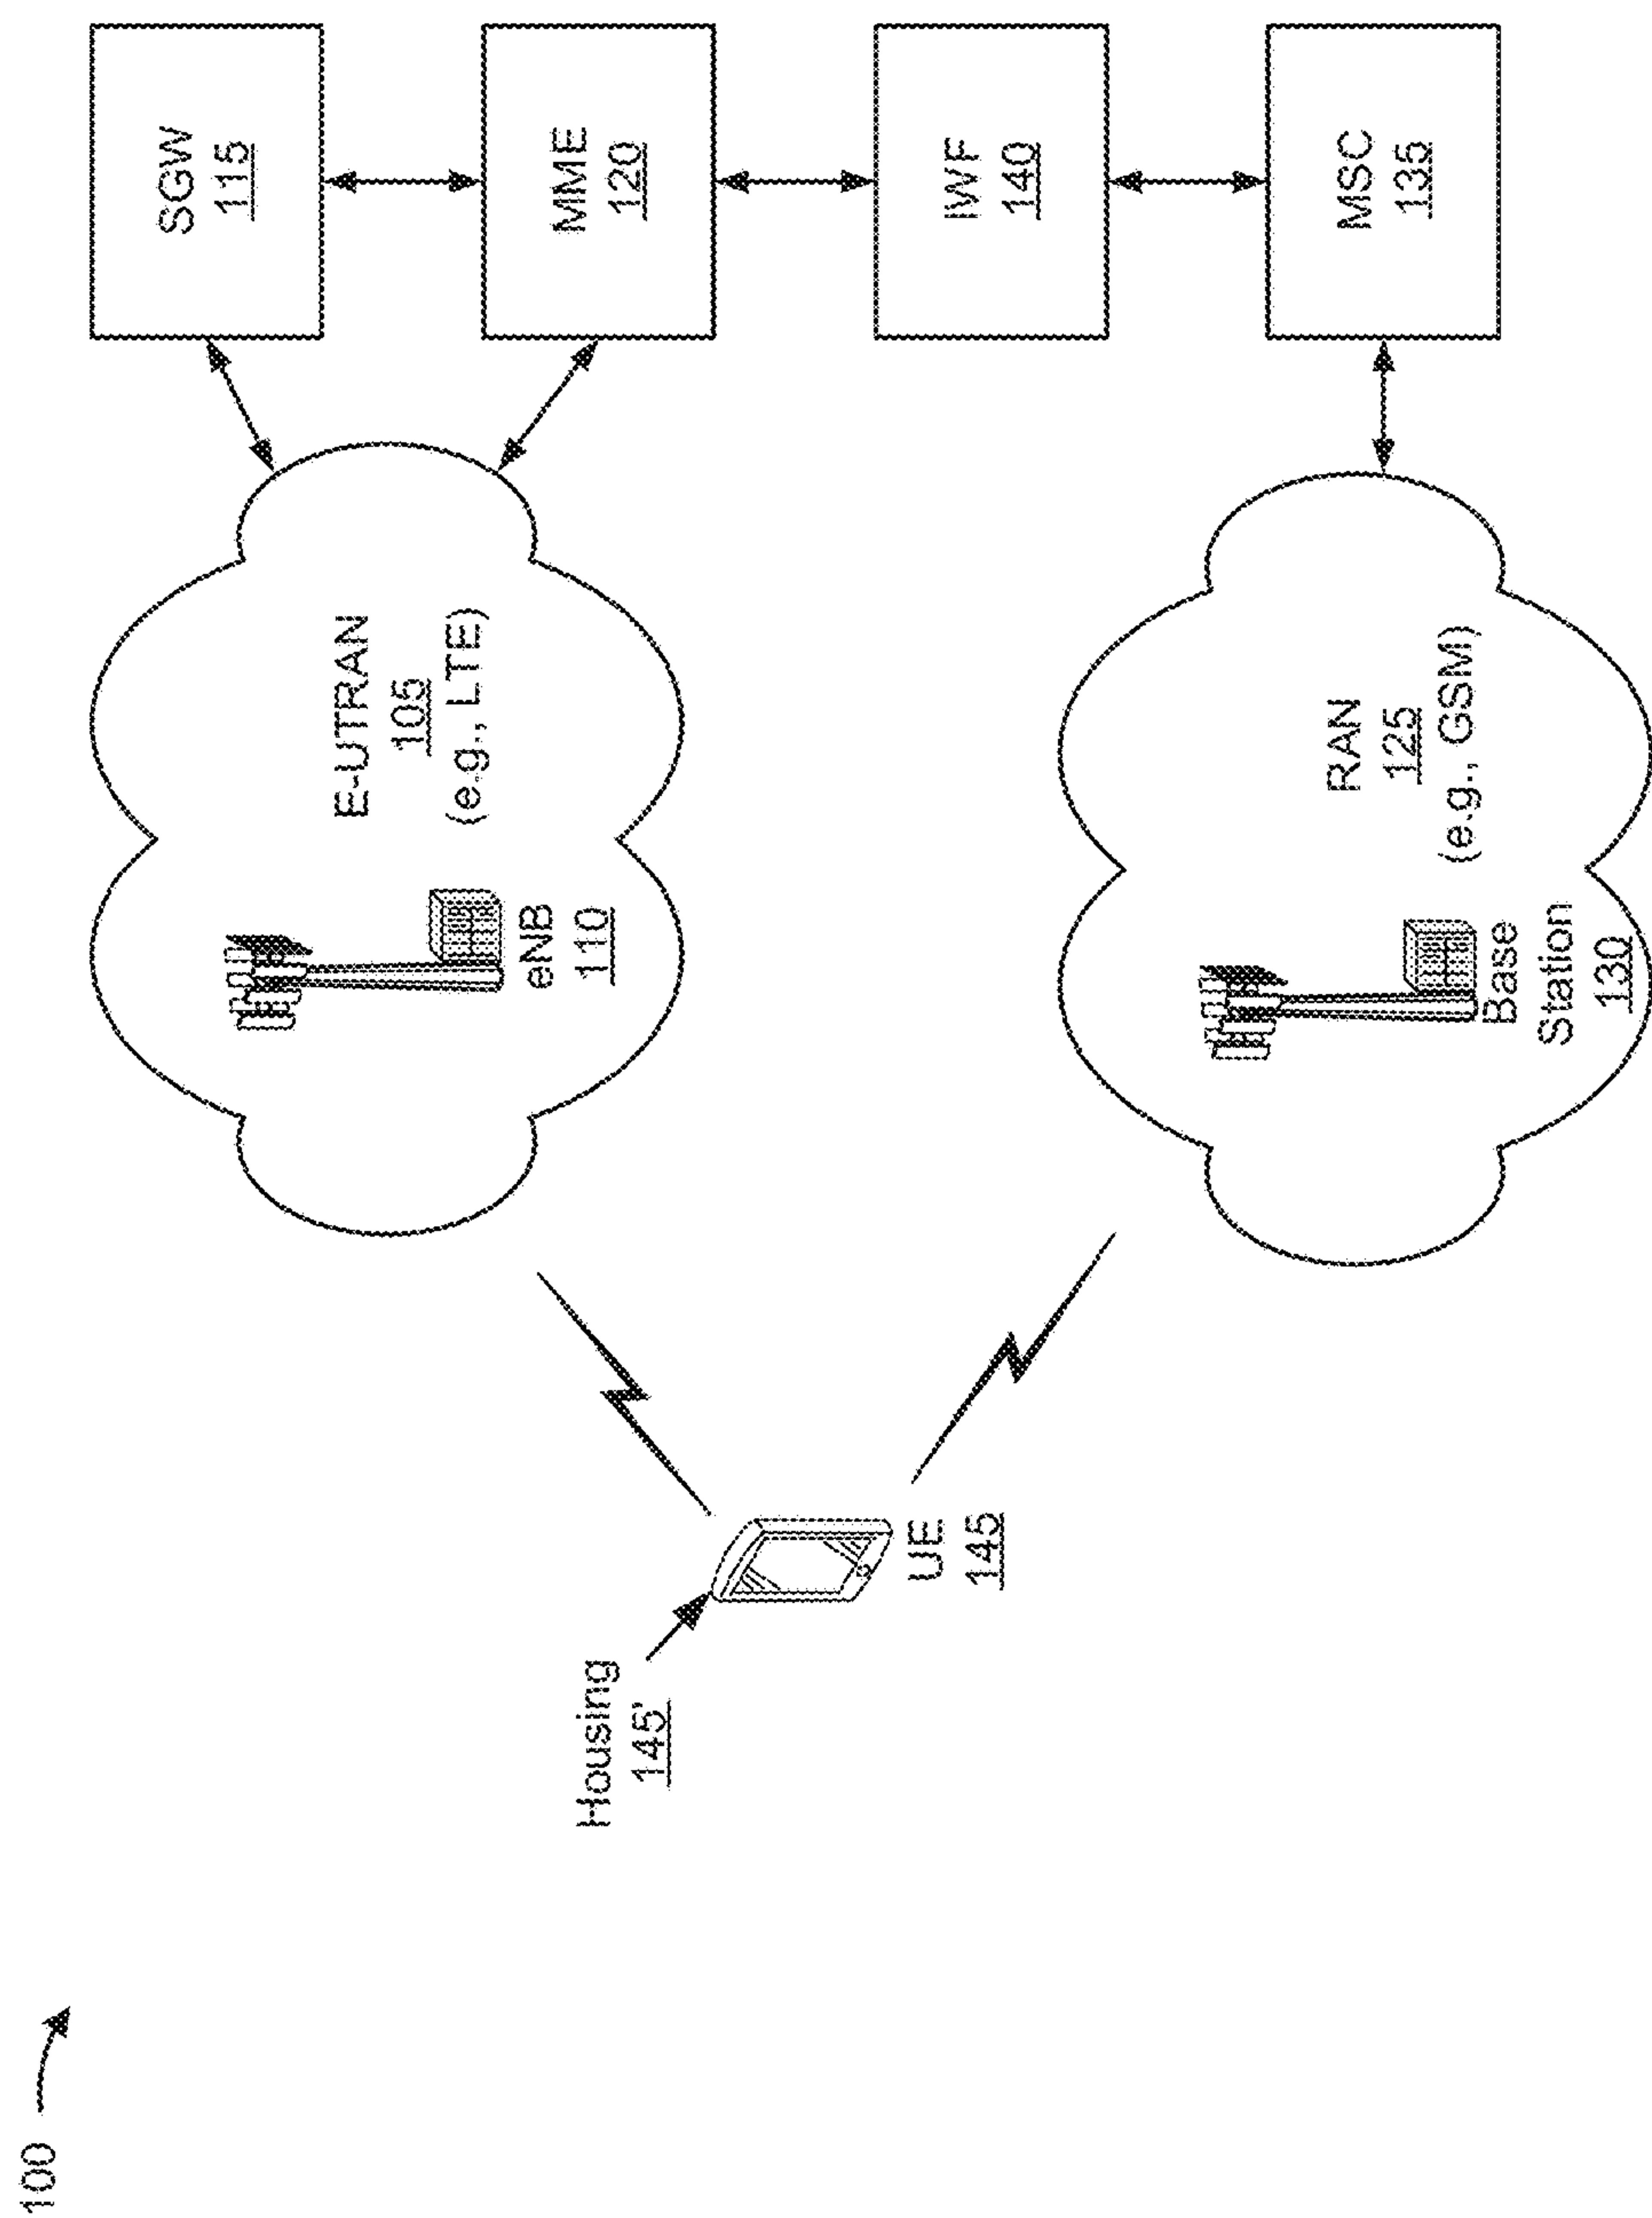 100
SGW
115
MME
120
IWF
140
MSC
135
E-UTRAN
105
(e.g., LTE)
eNB
110
RAN
125
(e.g., GSM)
Base
Station
130
Housing
145'
UE
145